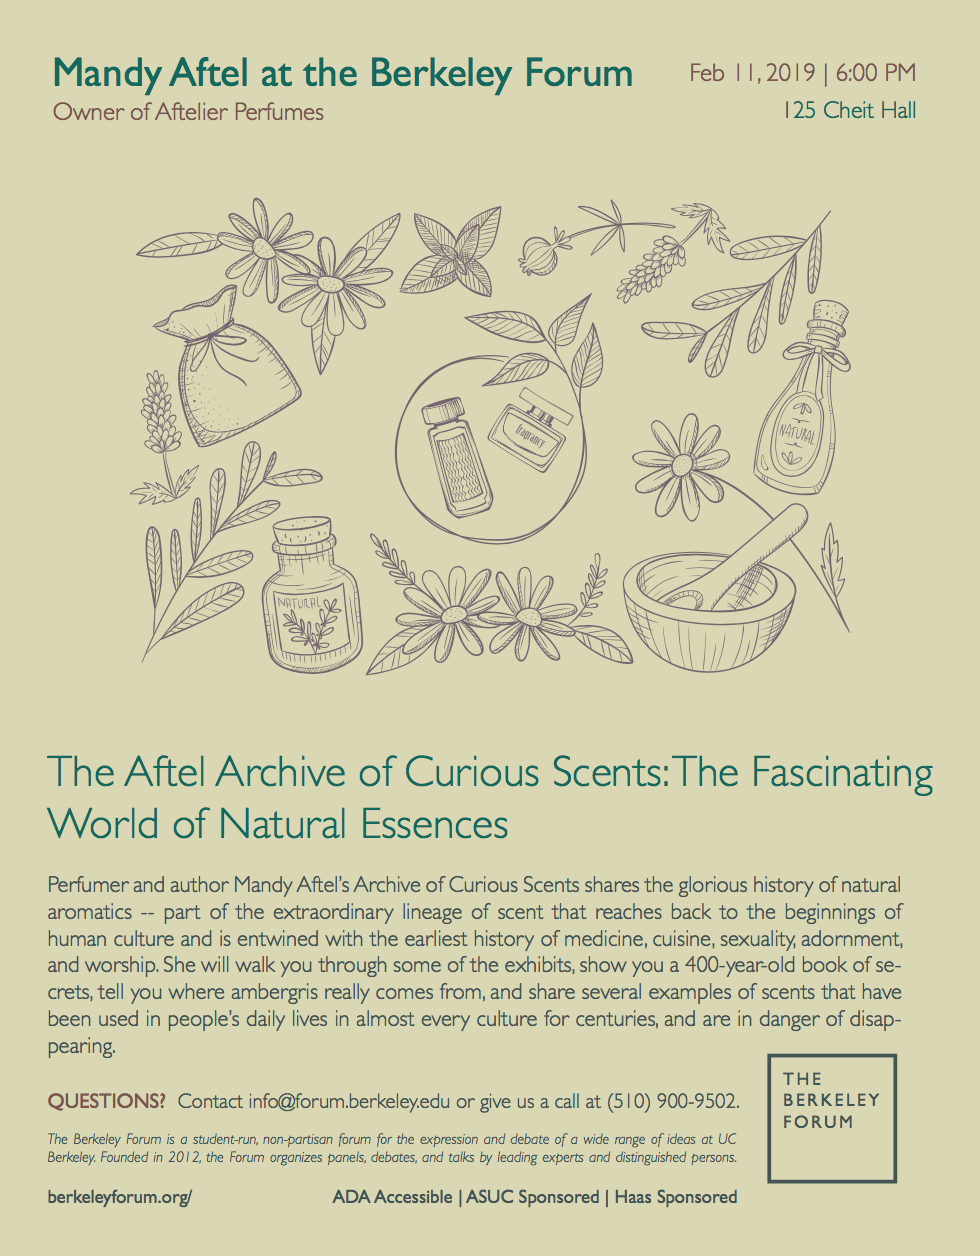 Mandy Aftel at the Berkeley Forum
Owner of Aftelier Perfumes
Feb 11, 2019 | 6:00 PM
125 Cheit Hall
fragrancy
NATURAL
NATURAL
The Aftel Archive of Curious Scents: The Fascinating
World of Natural Essences
Perfumer and author Mandy Aftel's Archive of Curious Scents shares the glorious history of natural
aromatics -- part of the extraordinary lineage of scent that reaches back to the beginnings of
human culture and is entwined with the earliest history of medicine, cuisine, sexuality, adornment,
and worship. She will walk you through some of the exhibits, show you a 400-year-old book of se-
crets, tell you where ambergris really comes from, and share several examples of scents that have
been used in people's daily lives in almost every culture for centuries, and are in danger of disap-
pearing.
QUESTIONS? Contact info@forum.berkeley.edu or give us a call at (510) 900-9502.
The Berkeley Forum is a student-run, non-partisan forum for the expression and debate of a wide range of ideas at UC
Berkeley. Founded in 2012, the Forum organizes panels, debates, and talks by leading experts and distinguished persons.
berkeleyforum.org/
ADA Accessible | ASUC Sponsored | Haas Sponsored
THE
BERKELEY
FORUM